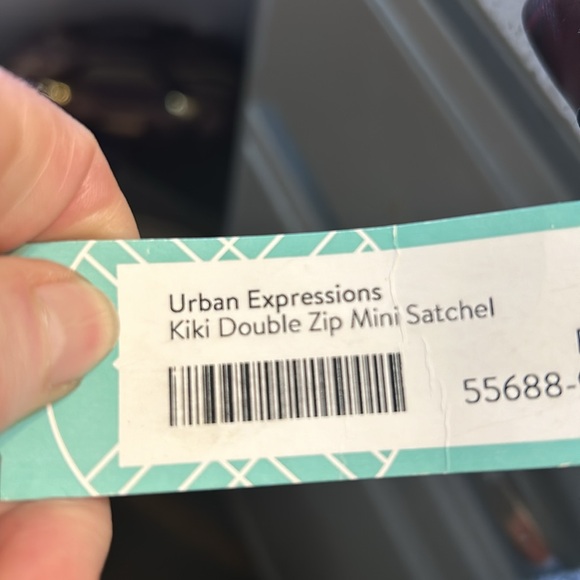 Urban Expressions
Kiki Double Zip Mini Satchel
55688-